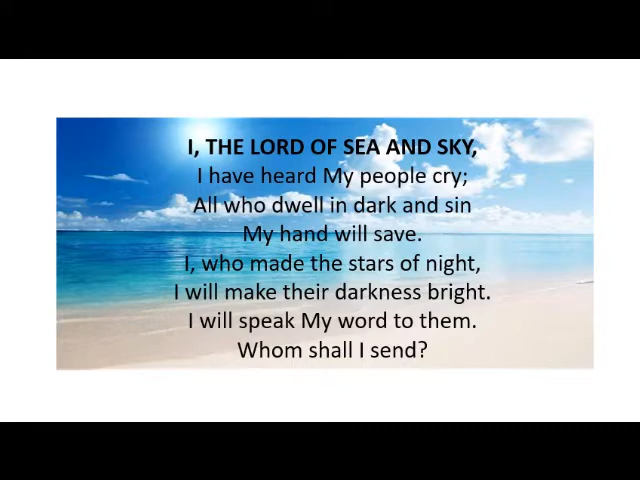 I, THE LORD OF SEA AND SKY,
I have heard My people cry;
All who dwell in dark and sin
My hand will save.
I, who made the stars of night,
I will make their darkness bright.
I will speak My word to them.
Whom shall I send?